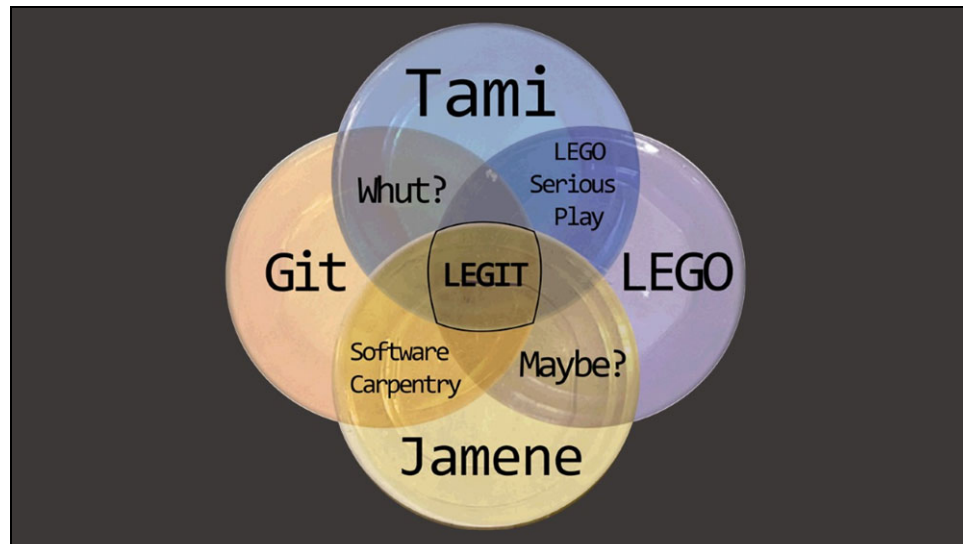 Tami
LEGO
Serious
Play
Whut?
Git
LEGIT
LEGO
Software
Carpentry
Maybe?
Jamene